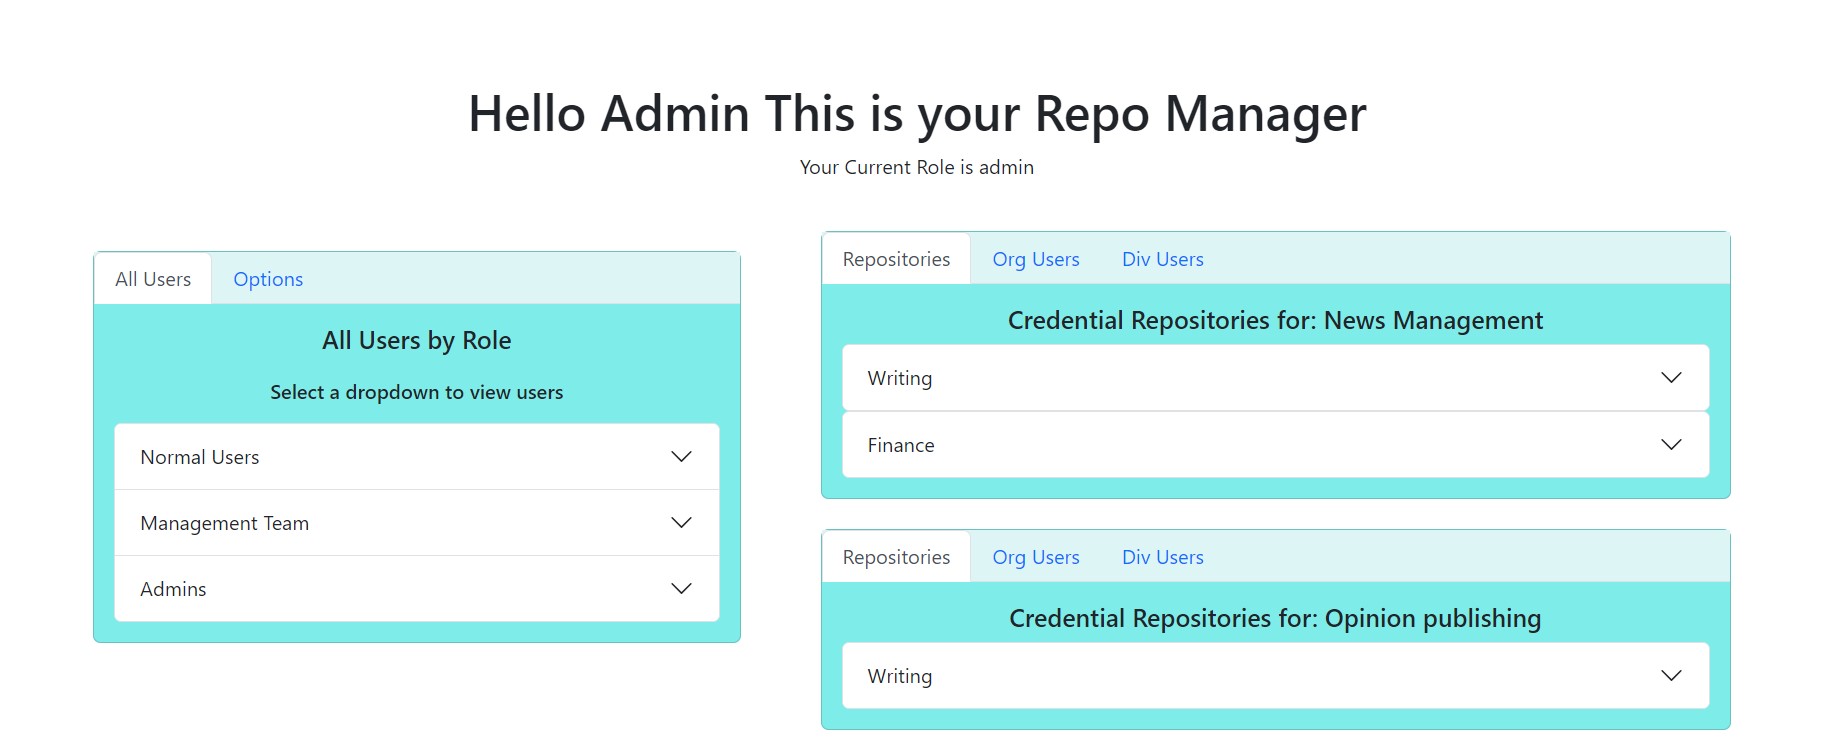 Hello Admin This is your Repo Manager
Your Current Role is admin
All Users Options
All Users by Role
Select a dropdown to view users
Normal Users
Management Team
Admins
Repositories Org Users Div Users
Credential Repositories for: News Management
Writing
Finance
Repositories Org Users Div Users
Credential Repositories for: Opinion publishing
Writing